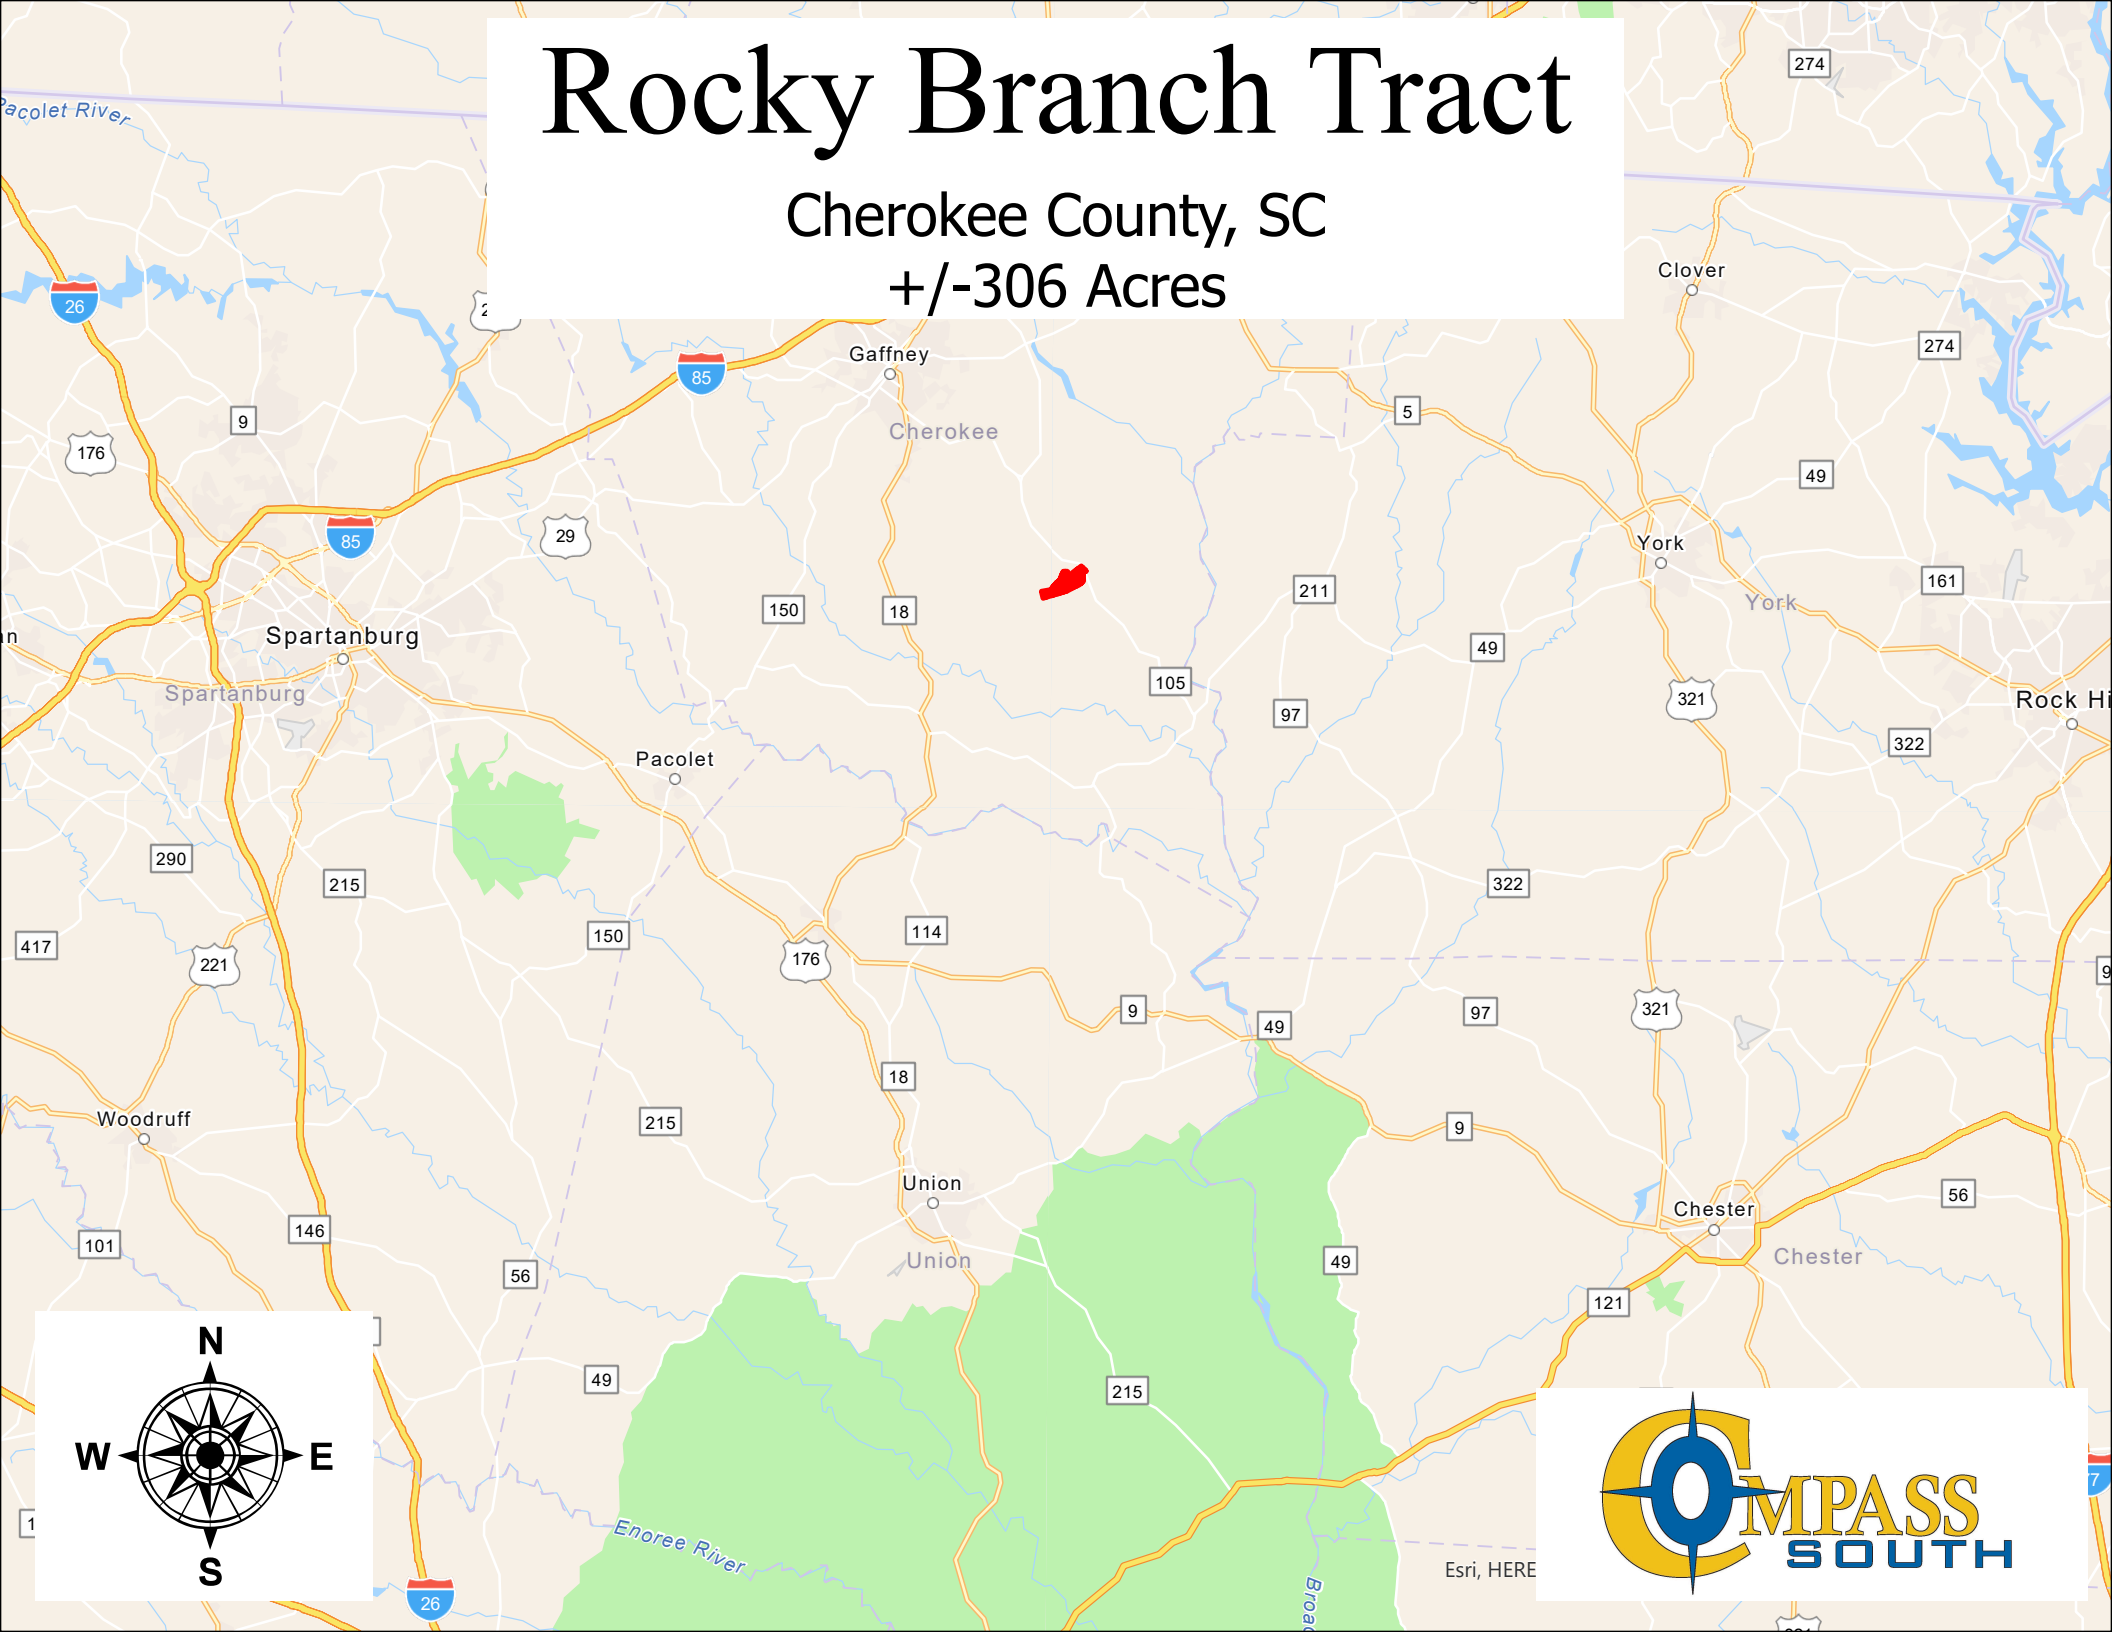 Rocky Branch Tract
Cherokee County, SC
+/-306 Acres
Pacolet River
274
Clover
26
274
Gaffney
85
5
9
Cherokee
176
49
29
85
York
161
150
18
211
York
Spartanburg
49
105
Spartanburg
321
97
Rock Hi
322
Pacolet
290
215
322
150
114
417
176
221
9
321
97
49
18
Woodruff
215
9
Union
56
Chester
146
101
Union
Chester
49
56
121
N
49
215
W
E
COMPASS
SOUTH
S
Enoree River
Esri, HERE
26
Broad